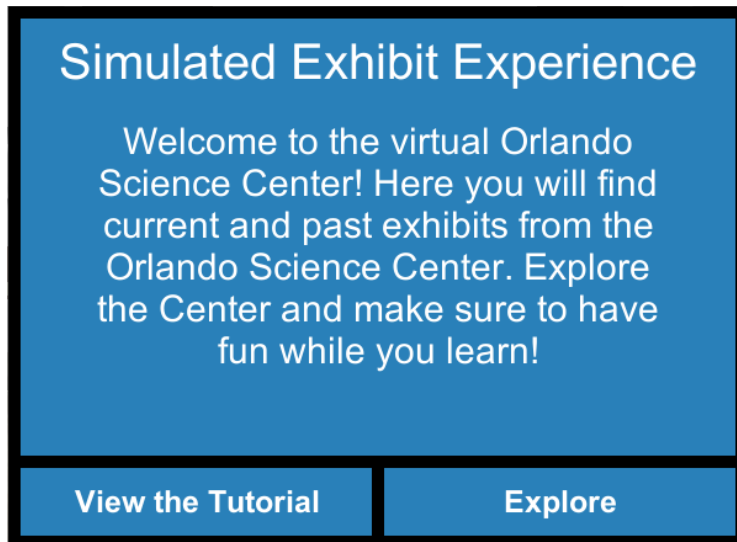 Simulated Exhibit Experience
Welcome to the virtual Orlando
Science Center! Here you will find
current and past exhibits from the
Orlando Science Center. Explore
the Center and make sure to have
fun while you learn!
View the Tutorial
Explore